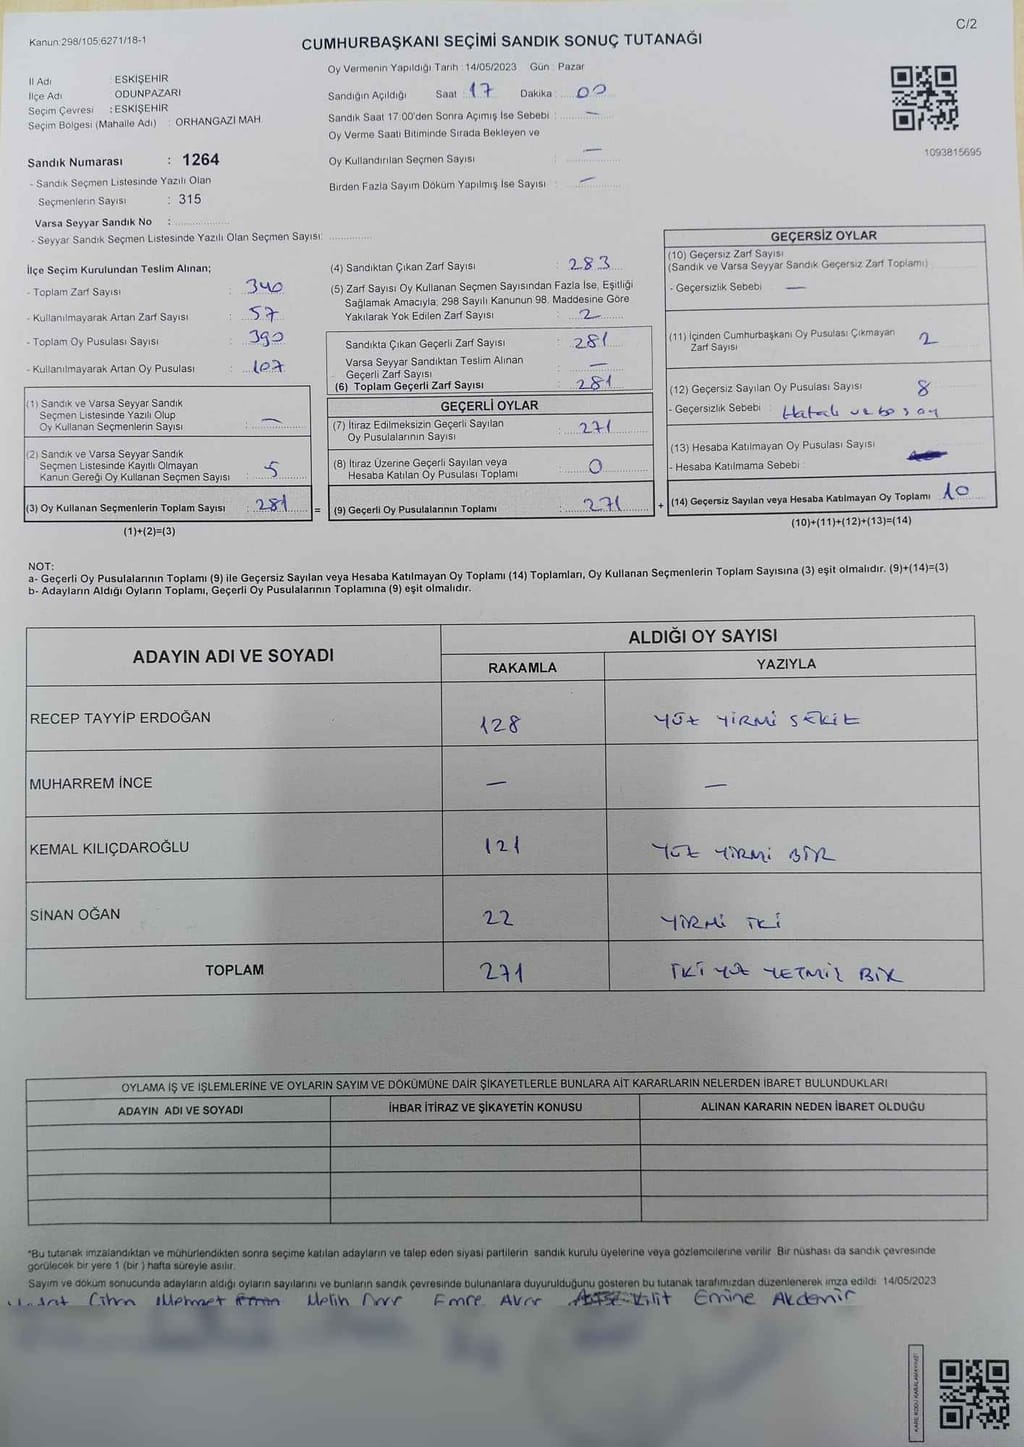 C/2
Kanun 298/105;6271/18-1
CUMHURBAŞKANI SEÇİMİ SANDIK SONUÇ TUTANAĞI
İl Adı : ESKİŞEHİR
İlçe Adı : ODUNPAZARI
Seçim Çevresi : ESKİŞEHİR
Seçim Bölgesi (Mahalle Adı) : ORHANGAZİ MAH.
Sandık Numarası : 1264
- Sandık Seçmen Listesinde Yazılı Olan
Seçmenlerin Sayısı : 315
Varsa Seyyar Sandık No :
- Seyyar Sandık Seçmen Listesinde Yazılı Olan Seçmen Sayısı:
Oy Vermenin Yapıldığı Tarih : 14/05/2023 Gün : Pazar
Sandığın Açıldığı Saat : 17 Dakika : 00
Sandık Saat 17:00'den Sonra Açımış İse Sebebi : —
Oy Verme Saati Bitiminde Sırada Bekleyen ve
Oy Kullandırılan Seçmen Sayısı : —
Birden Fazla Sayım Döküm Yapılmış İse Sayısı : —
1093815695
İlçe Seçim Kurulundan Teslim Alınan;
- Toplam Zarf Sayısı : 340
- Kullanılmayarak Artan Zarf Sayısı : 57
- Toplam Oy Pusulası Sayısı : 390
- Kullanılmayarak Artan Oy Pusulası : 107
(1) Sandık ve Varsa Seyyar Sandık
Seçmen Listesinde Yazılı Olup
Oy Kullanan Seçmenlerin Sayısı : —
(2) Sandık ve Varsa Seyyar Sandık
Seçmen Listesinde Kayıtlı Olmayan
Kanun Gereği Oy Kullanan Seçmen Sayısı : 5
(3) Oy Kullanan Seçmenlerin Toplam Sayısı : 281 =
(1)+(2)=(3)
(4) Sandıktan Çıkan Zarf Sayısı : 283
(5) Zarf Sayısı Oy Kullanan Seçmen Sayısından Fazla İse, Eşitliği
Sağlamak Amacıyla; 298 Sayılı Kanunun 98. Maddesine Göre
Yakılarak Yok Edilen Zarf Sayısı : 2
Sandıkta Çıkan Geçerli Zarf Sayısı : 281
Varsa Seyyar Sandıktan Teslim Alınan
Geçerli Zarf Sayısı : —
(6) Toplam Geçerli Zarf Sayısı : 281
GEÇERLİ OYLAR
(7) İtiraz Edilmeksizin Geçerli Sayılan
Oy Pusulalarının Sayısı : 271
(8) İtiraz Üzerine Geçerli Sayılan veya
Hesaba Katılan Oy Pusulası Toplamı : 0
(9) Geçerli Oy Pusulalarının Toplamı : 271 +
GEÇERSİZ OYLAR
(10) Geçersiz Zarf Sayısı
(Sandık ve Varsa Seyyar Sandık Geçersiz Zarf Toplamı)
- Geçersizlik Sebebi : —
(11) İçinden Cumhurbaşkanı Oy Pusulası Çıkmayan
Zarf Sayısı 2
(12) Geçersiz Sayılan Oy Pusulası Sayısı 8
- Geçersizlik Sebebi : Hatalı ve boş oy
(13) Hesaba Katılmayan Oy Pusulası Sayısı
- Hesaba Katılmama Sebebi :
(14) Geçersiz Sayılan veya Hesaba Katılmayan Oy Toplamı : 10
(10)+(11)+(12)+(13)=(14)
NOT:
a- Geçerli Oy Pusulalarının Toplamı (9) ile Geçersiz Sayılan veya Hesaba Katılmayan Oy Toplamı (14) Toplamları, Oy Kullanan Seçmenlerin Toplam Sayısına (3) eşit olmalıdır. (9)+(14)=(3)
b- Adayların Aldığı Oyların Toplamı, Geçerli Oy Pusulalarının Toplamına (9) eşit olmalıdır.
ADAYIN ADI VE SOYADI
ALDIĞI OY SAYISI
RAKAMLA YAZIYLA
RECEP TAYYİP ERDOĞAN 128 YÜZ YİRMİ SEKİZ
MUHARREM İNCE — —
KEMAL KILIÇDAROĞLU 121 YÜZ YİRMİ BİR
SİNAN OĞAN 22 YİRMİ İKİ
TOPLAM 271 İKİ YÜZ YETMİŞ BİR
OYLAMA İŞ VE İŞLEMLERİNE VE OYLARIN SAYIM VE DÖKÜMÜNE DAİR ŞİKAYETLERLE BUNLARA AİT KARARLARIN NELERDEN İBARET BULUNDUKLARI
ADAYIN ADI VE SOYADI İHBAR İTİRAZ VE ŞİKAYETİN KONUSU ALINAN KARARIN NEDEN İBARET OLDUĞU
*Bu tutanak imzalandıktan ve mühürlendikten sonra seçime katılan adayların ve talep eden siyasi partilerin sandık kurulu üyelerine veya gözlemcilerine verilir. Bir nüshası da sandık çevresinde
görülecek bir yere 1 (bir) hafta süreyle asılır.
Sayım ve döküm sonucunda adayların aldığı oyların sayılarını ve bunların sandık çevresinde bulunanlara duyurulduğunu gösteren bu tutanak tarafımızdan düzenlenerek imza edildi. 14/05/2023
Cihan Mehmet Melih Emre Kilit Emine Akdemir